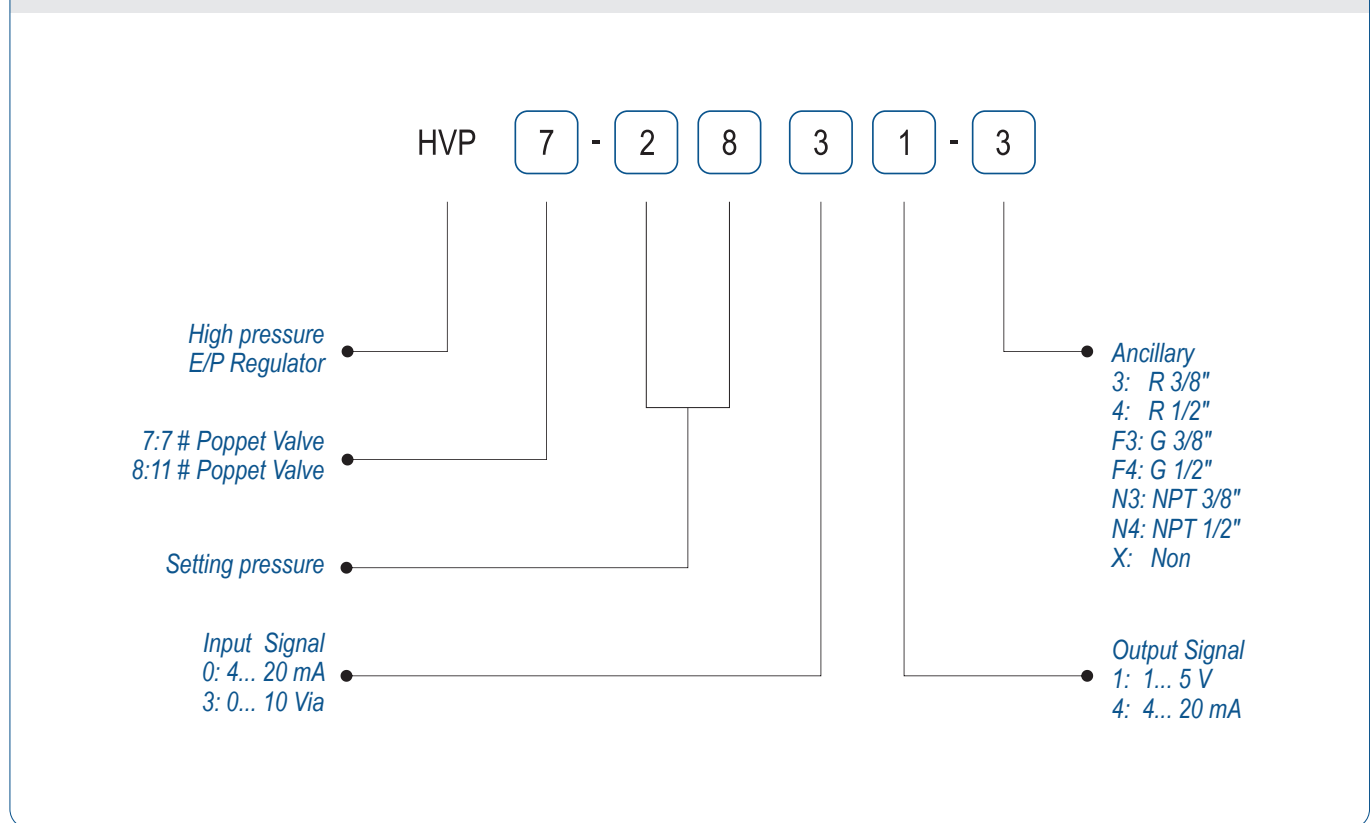 HVP 7 - 2 8 3 1 - 3
High pressure
E/P Regulator
7:7 # Poppet Valve
8:11 # Poppet Valve
Setting pressure
Input Signal
0: 4... 20 mA
3: 0... 10 Via
Ancillary
3: R 3/8"
4: R 1/2"
F3: G 3/8"
F4: G 1/2"
N3: NPT 3/8"
N4: NPT 1/2"
X: Non
Output Signal
1: 1... 5 V
4: 4... 20 mA